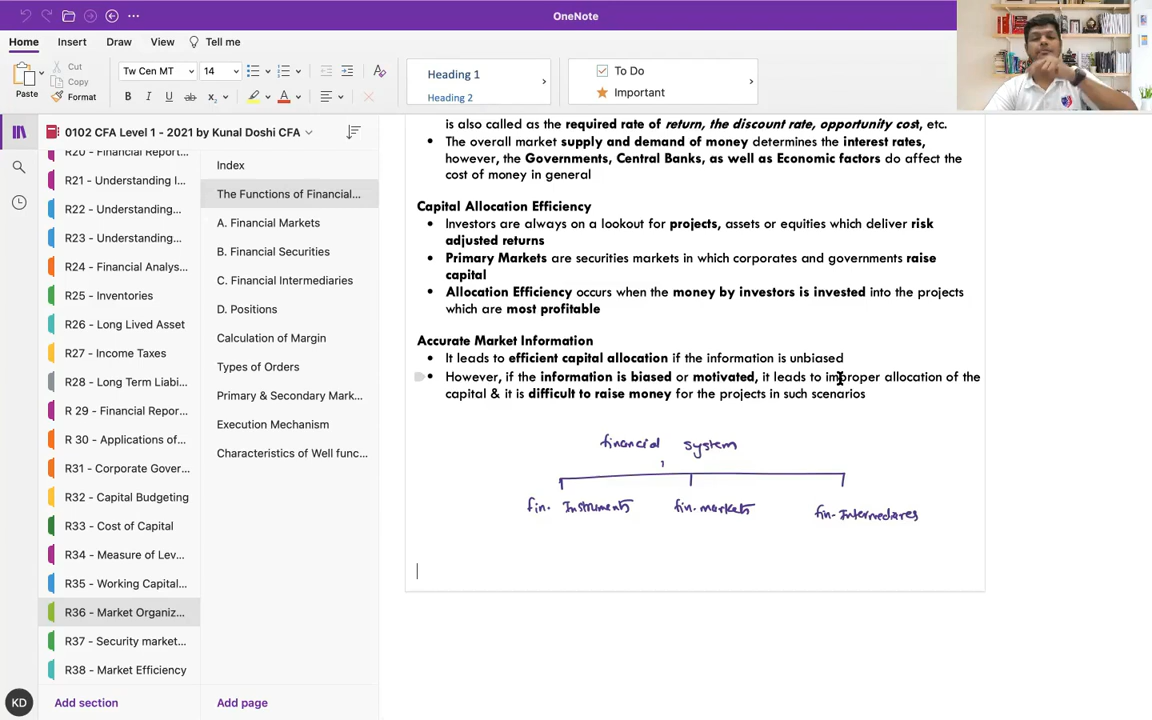 OneNote
Home Insert Draw View Tell me
Paste
Cut
Copy
Format
Tw Cen MT 14
B I U ab x₂ A
Heading 1
Heading 2
To Do
Important
0102 CFA Level 1 - 2021 by Kunal Doshi CFA
R20 - Financial Report...
R21 - Understanding I...
R22 - Understanding...
R23 - Understanding...
R24 - Financial Analys...
R25 - Inventories
R26 - Long Lived Asset
R27 - Income Taxes
R28 - Long Term Liabi...
R 29 - Financial Repor...
R 30 - Applications of...
R31 - Corporate Gover...
R32 - Capital Budgeting
R33 - Cost of Capital
R34 - Measure of Lev...
R35 - Working Capital...
R36 - Market Organiz...
R37 - Security market...
R38 - Market Efficiency
KD
Add section
Index
The Functions of Financial...
A. Financial Markets
B. Financial Securities
C. Financial Intermediaries
D. Positions
Calculation of Margin
Types of Orders
Primary & Secondary Mark...
Execution Mechanism
Characteristics of Well func...
Add page
is also called as the required rate of return, the discount rate, opportunity cost, etc.
• The overall market supply and demand of money determines the interest rates,
however, the Governments, Central Banks, as well as Economic factors do affect the
cost of money in general
Capital Allocation Efficiency
• Investors are always on a lookout for projects, assets or equities which deliver risk
adjusted returns
• Primary Markets are securities markets in which corporates and governments raise
capital
• Allocation Efficiency occurs when the money by investors is invested into the projects
which are most profitable
Accurate Market Information
• It leads to efficient capital allocation if the information is unbiased
• However, if the information is biased or motivated, it leads to improper allocation of the
capital & it is difficult to raise money for the projects in such scenarios
financial system
fin. Instruments fin. markets fin. Intermediares